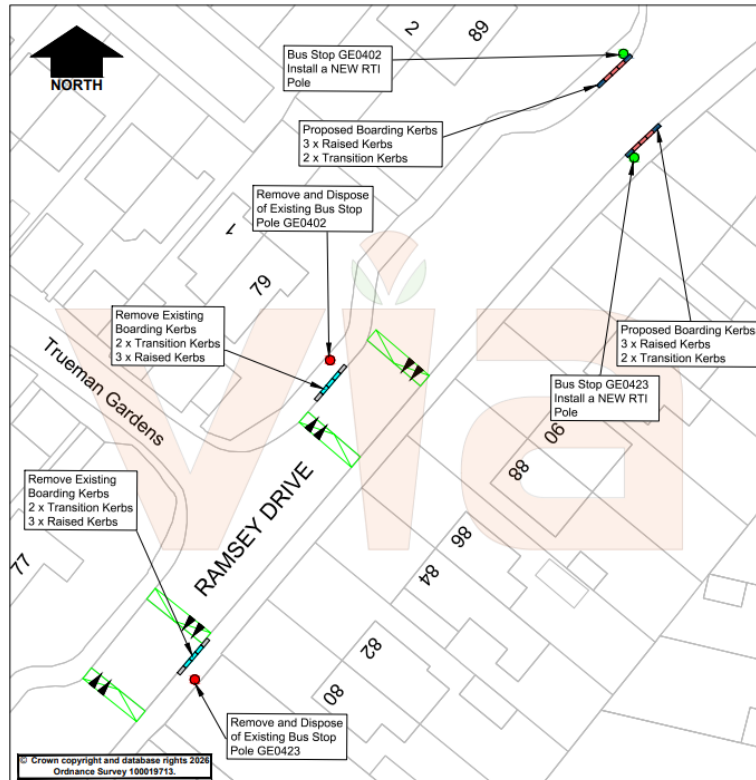 NORTH
2
89
Bus Stop GE0402
Install a NEW RTI
Pole
Proposed Boarding Kerbs
3 x Raised Kerbs
2 x Transition Kerbs
Remove and Dispose
of Existing Bus Stop
Pole GE0402
1
79
Remove Existing
Boarding Kerbs
2 x Transition Kerbs
3 x Raised Kerbs
Proposed Boarding Kerbs
3 x Raised Kerbs
2 x Transition Kerbs
Trueman Gardens
Bus Stop GE0423
Install a NEW RTI
Pole
via
90
88
Remove Existing
Boarding Kerbs
2 x Transition Kerbs
3 x Raised Kerbs
RAMSEY DRIVE
86
84
77
82
80
Remove and Dispose
of Existing Bus Stop
Pole GE0423
© Crown copyright and database rights 2026
Ordnance Survey 100019713.